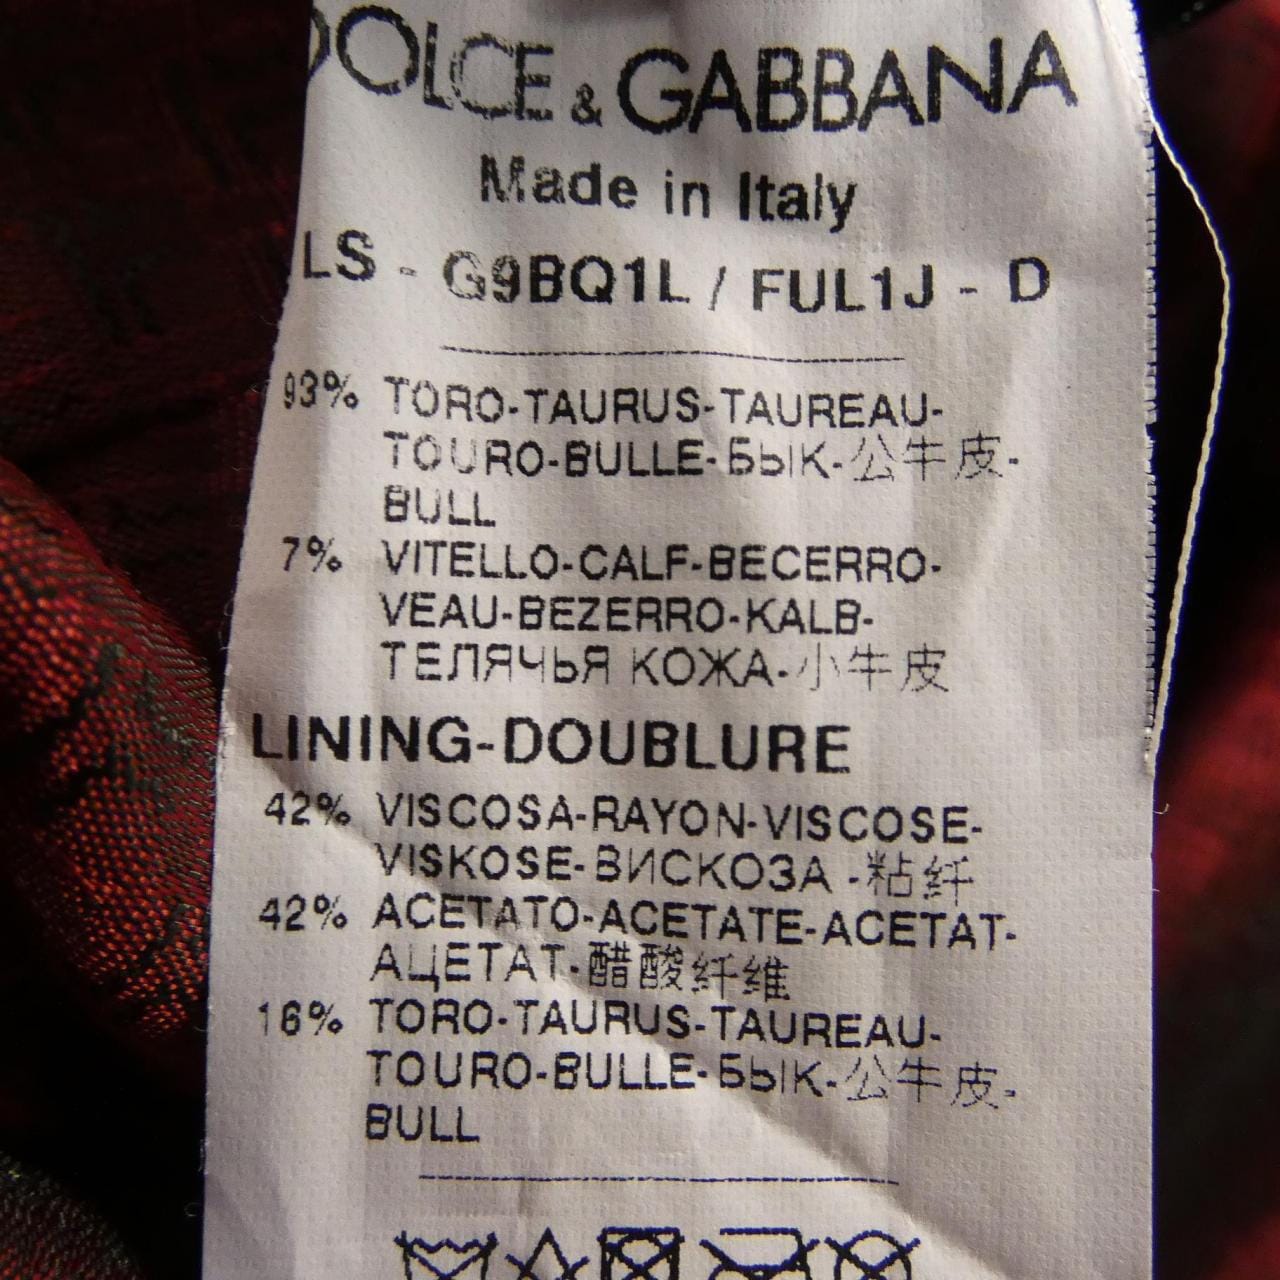 DOLCE & GABBANA
Made in Italy
LS - G9BQ1L / FUL1J - D
93% TORO-TAURUS-TAUREAU-
TOURO-BULLE-БЫК-公牛皮-
BULL
7% VITELLO-CALF-BECERRO-
VEAU-BEZERRO-KALB-
ТЕЛЯЧЬЯ КОЖА-小牛皮
LINING-DOUBLURE
42% VISCOSA-RAYON-VISCOSE-
VISKOSE-ВИСКОЗА -粘纤
42% ACETATO-ACETATE-ACETAT-
АЦЕТАТ-醋酸纤维
16% TORO-TAURUS-TAUREAU-
TOURO-BULLE-БЫК-公牛皮-
BULL